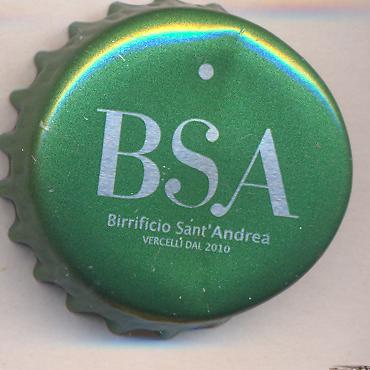 BSA
Birrificio Sant'Andrea
VERCELLI DAL 2010